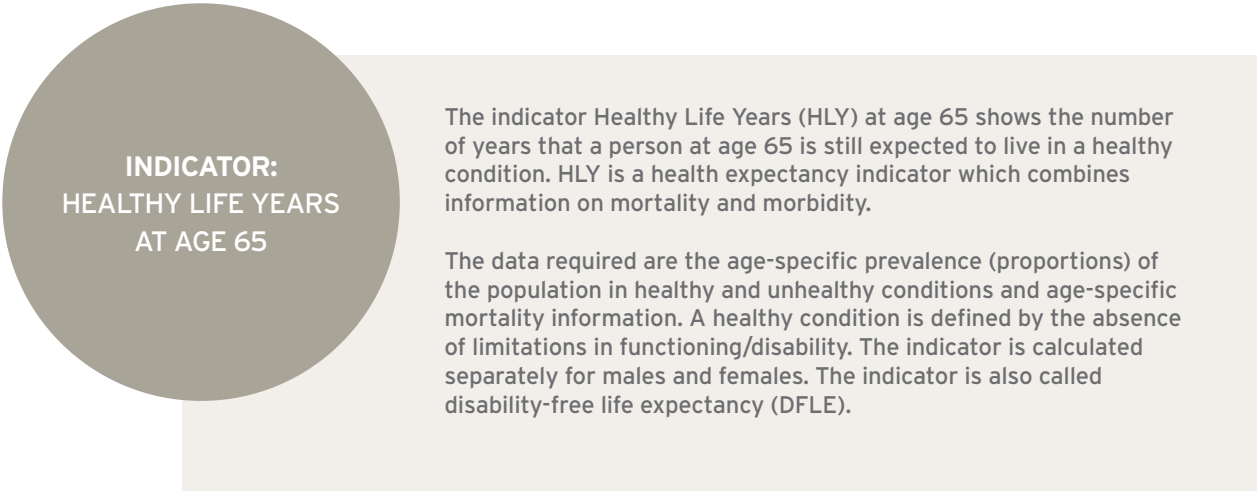 INDICATOR:
HEALTHY LIFE YEARS
AT AGE 65
The indicator Healthy Life Years (HLY) at age 65 shows the number
of years that a person at age 65 is still expected to live in a healthy
condition. HLY is a health expectancy indicator which combines
information on mortality and morbidity.
The data required are the age-specific prevalence (proportions) of
the population in healthy and unhealthy conditions and age-specific
mortality information. A healthy condition is defined by the absence
of limitations in functioning/disability. The indicator is calculated
separately for males and females. The indicator is also called
disability-free life expectancy (DFLE).